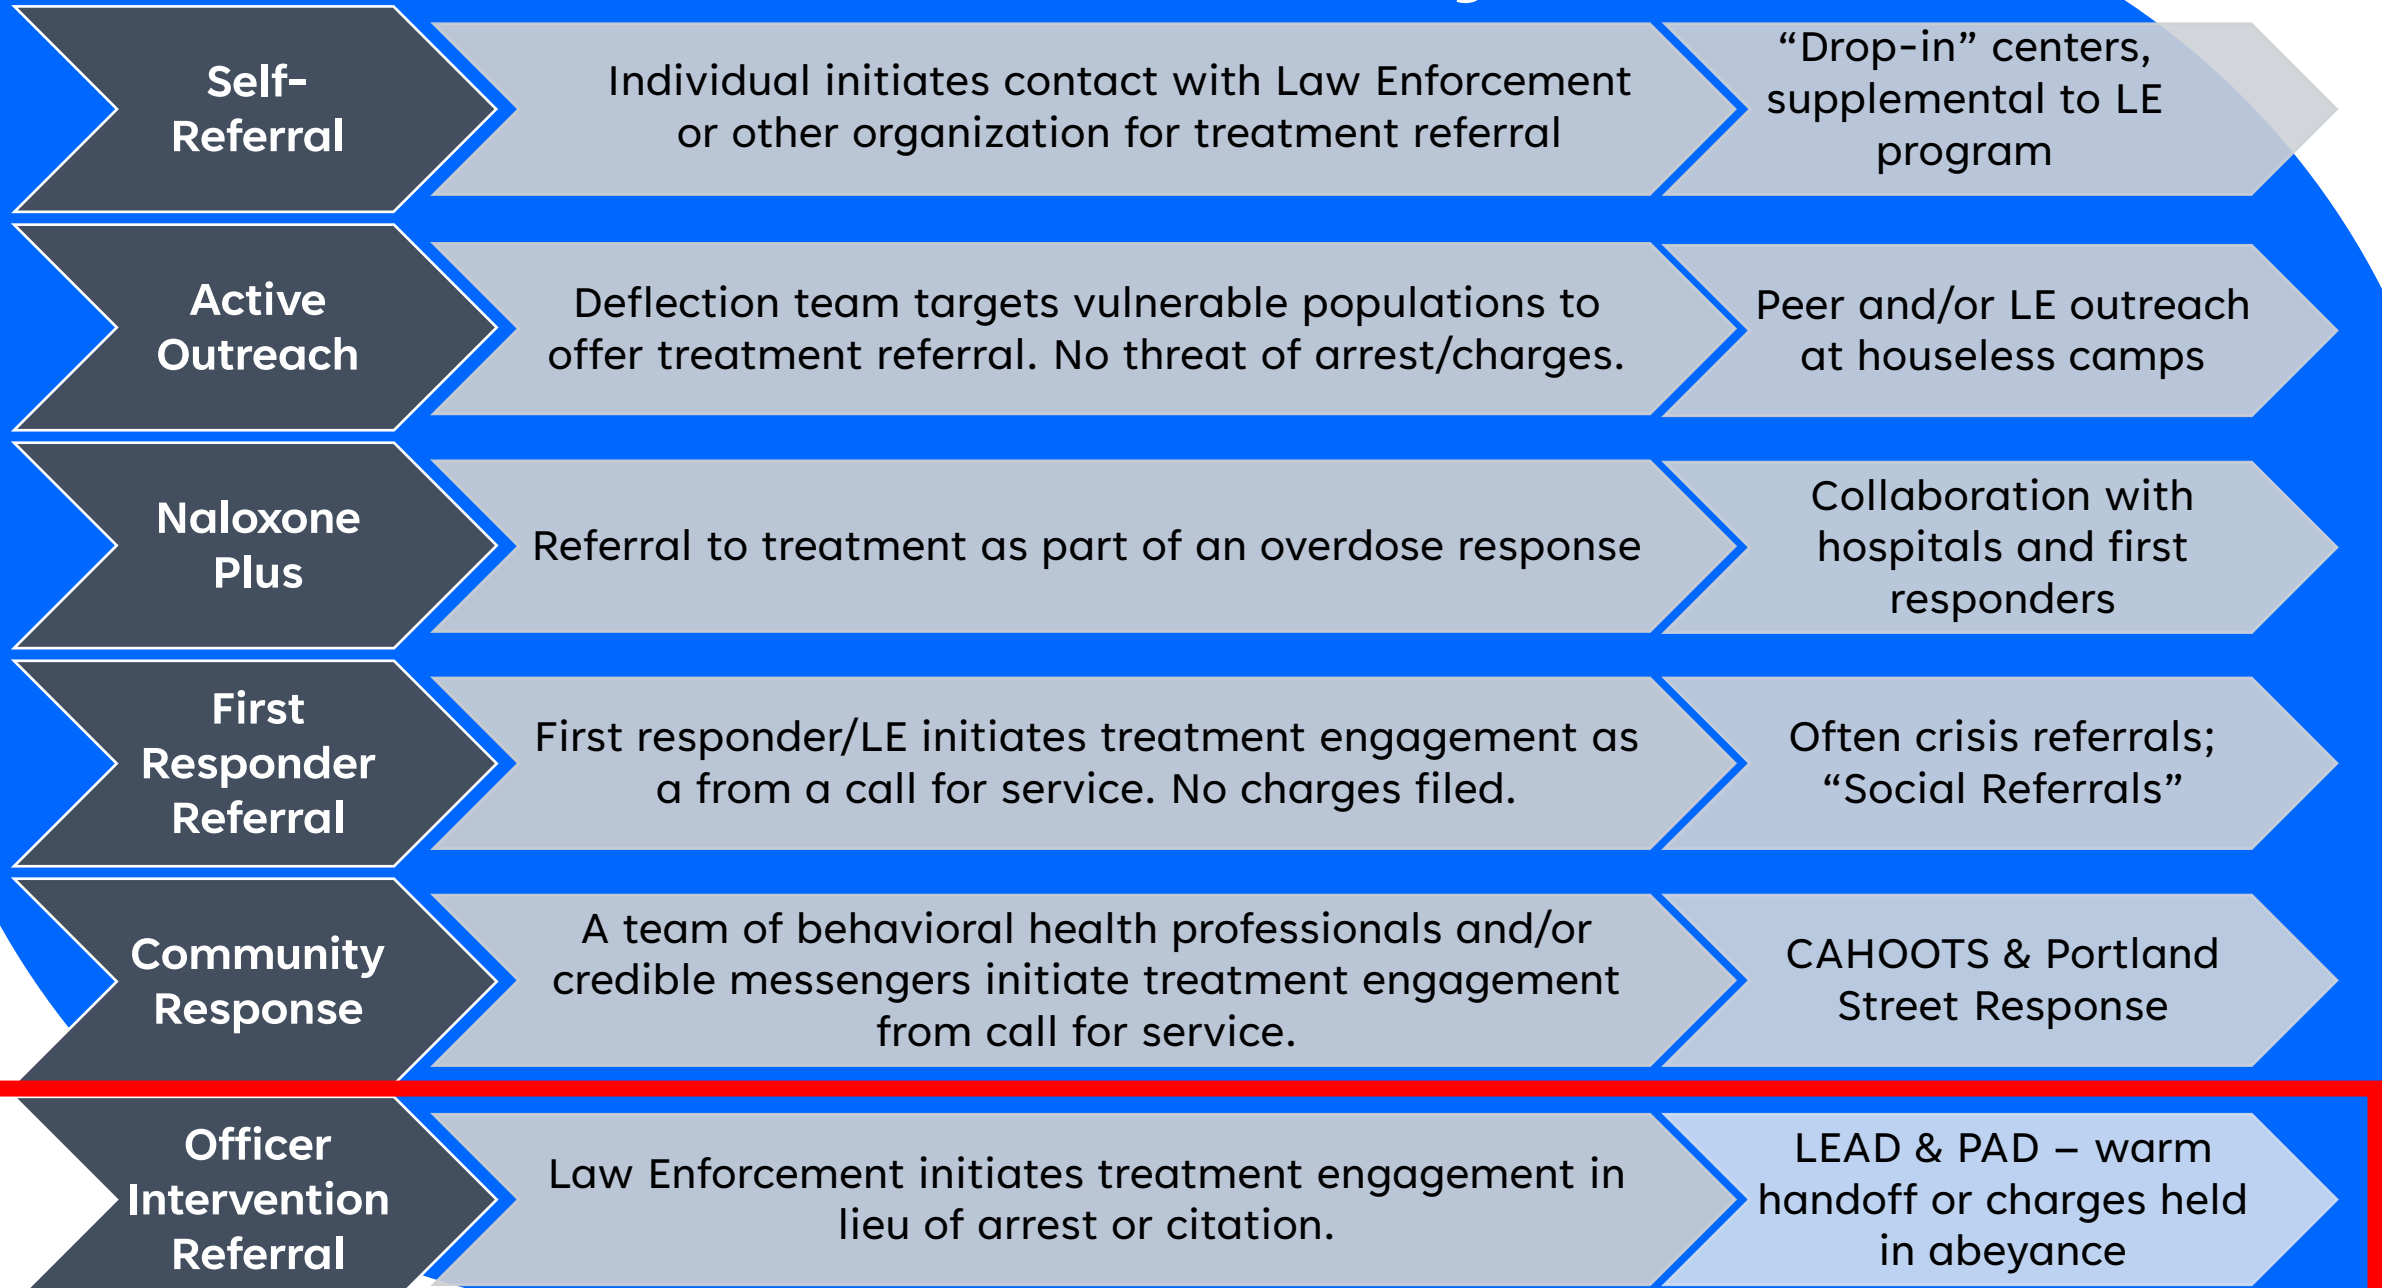 Self-
Referral
Individual initiates contact with Law Enforcement
or other organization for treatment referral
“Drop-in” centers,
supplemental to LE
program
Active
Outreach
Deflection team targets vulnerable populations to
offer treatment referral. No threat of arrest/charges.
Peer and/or LE outreach
at houseless camps
Naloxone
Plus
Referral to treatment as part of an overdose response
Collaboration with
hospitals and first
responders
First
Responder
Referral
First responder/LE initiates treatment engagement as
a from a call for service. No charges filed.
Often crisis referrals;
“Social Referrals”
Community
Response
A team of behavioral health professionals and/or
credible messengers initiate treatment engagement
from call for service.
CAHOOTS & Portland
Street Response
Officer
Intervention
Referral
Law Enforcement initiates treatment engagement in
lieu of arrest or citation.
LEAD & PAD – warm
handoff or charges held
in abeyance